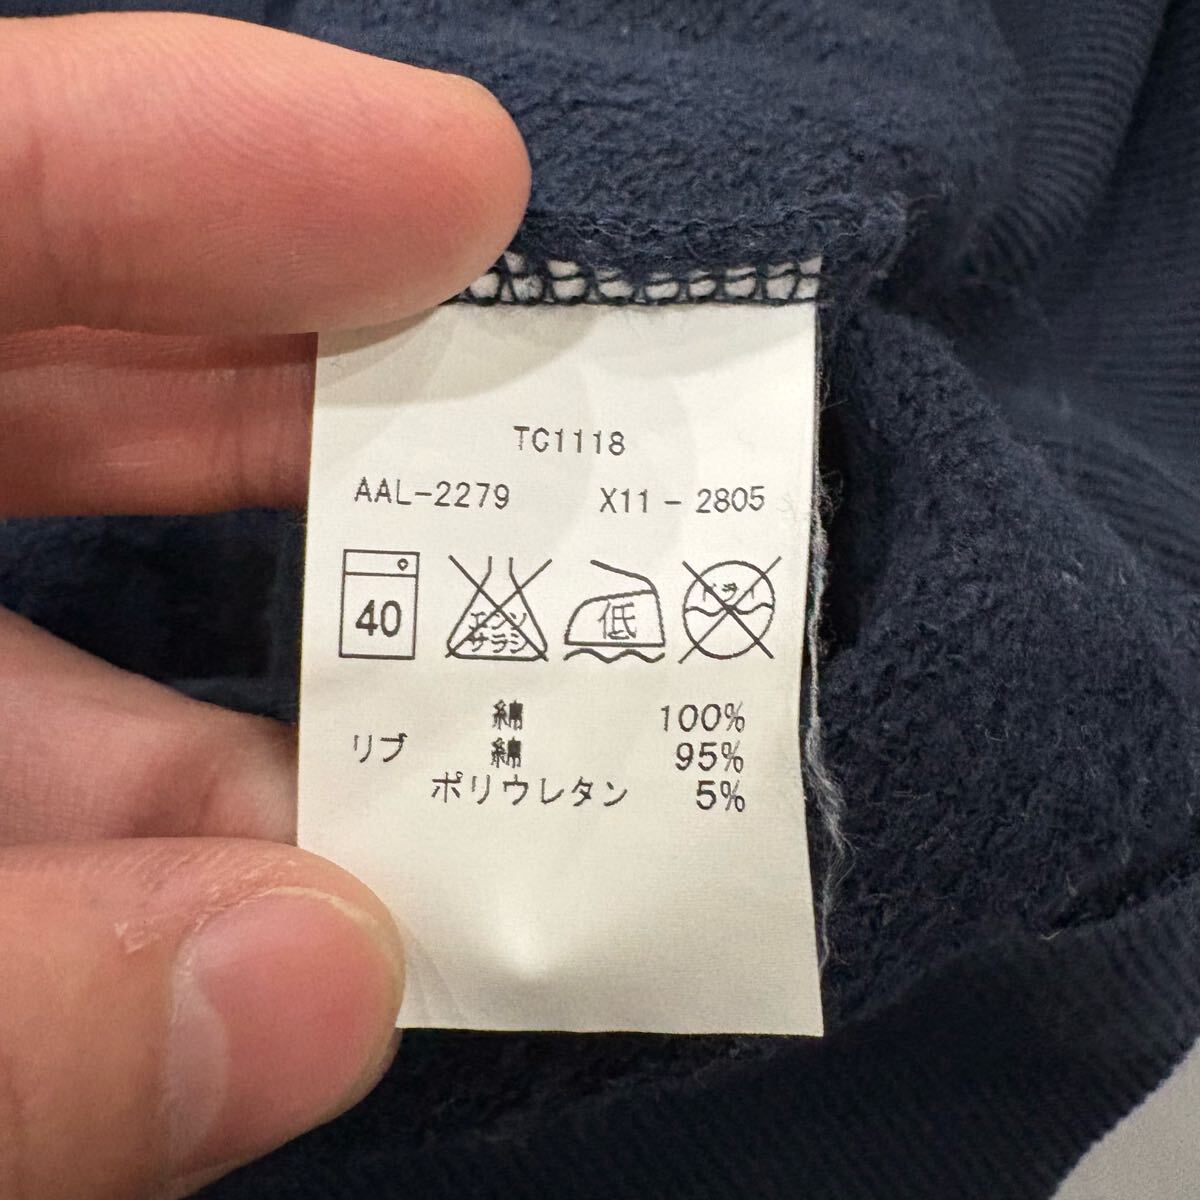 TC1118
AAL-2279 X11-2805
40 エンソ サラシ 低 ドライ
綿 100%
リブ 綿 95%
ポリウレタン 5%